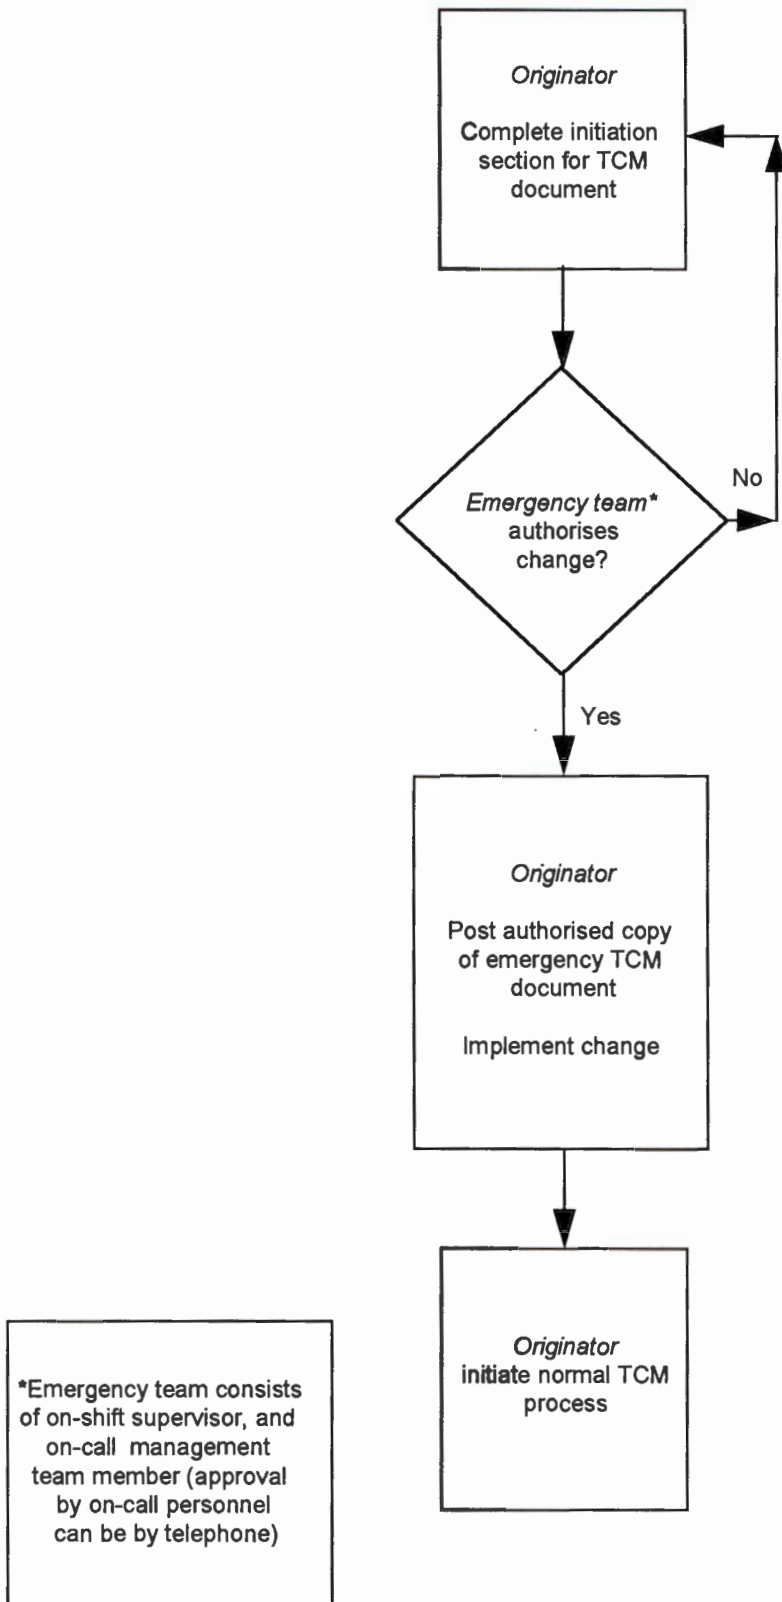 Originator
Complete initiation
section for TCM
document
No
Emergency team*
authorises
change?
Yes
Originator
Post authorised copy
of emergency TCM
document
Implement change
Originator
initiate normal TCM
process
*Emergency team consists
of on-shift supervisor, and
on-call management
team member (approval
by on-call personnel
can be by telephone)